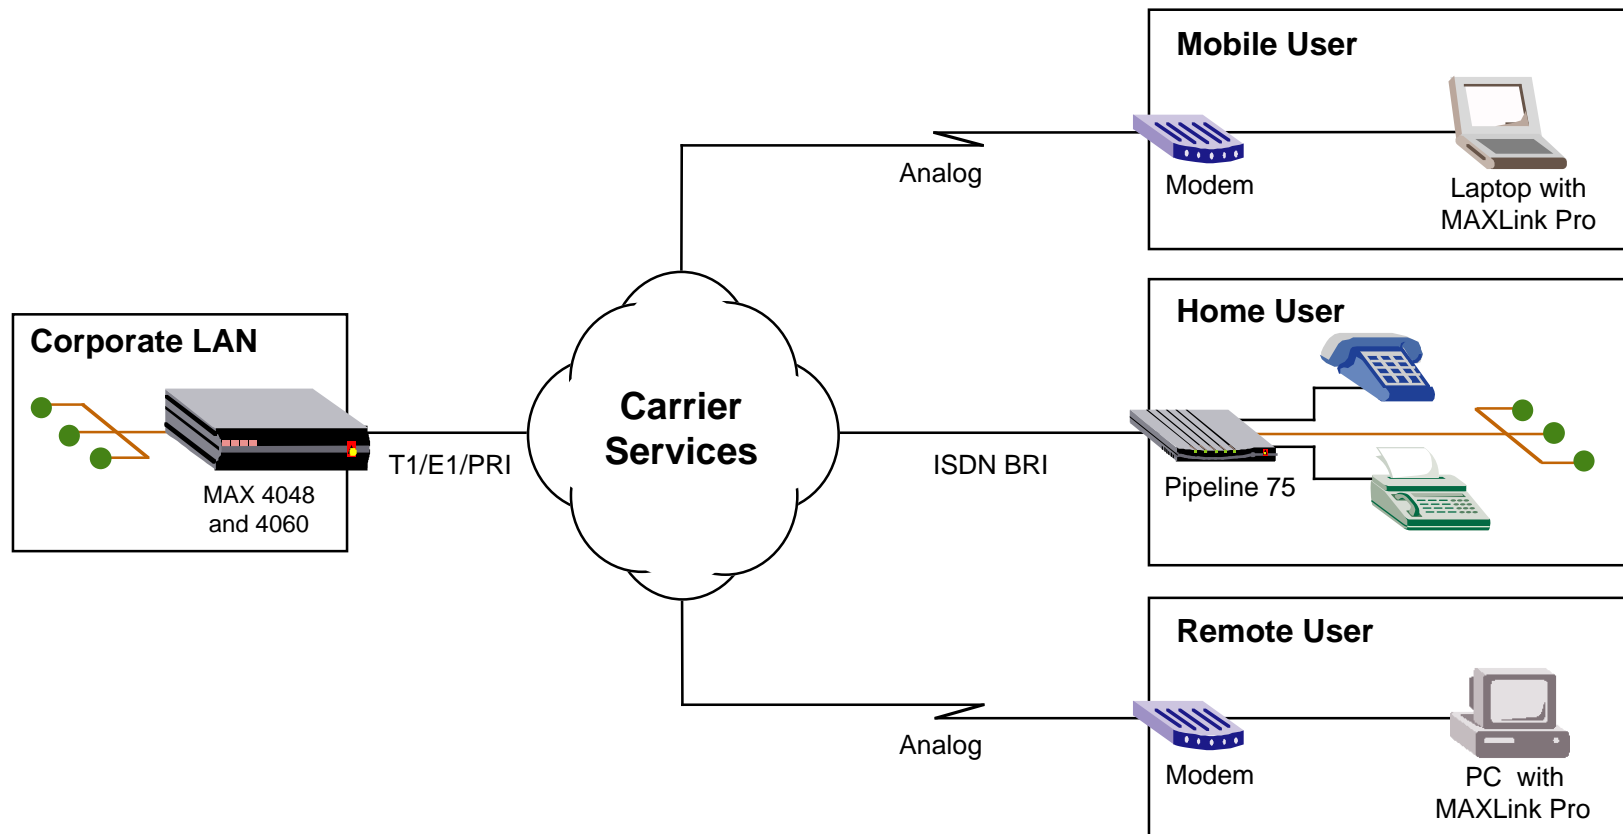 Mobile User
Analog
Modem
Laptop with
MAXLink Pro
Corporate LAN
MAX 4048
and 4060
T1/E1/PRI
Carrier
Services
ISDN BRI
Home User
Pipeline 75
Remote User
Analog
Modem
PC with
MAXLink Pro